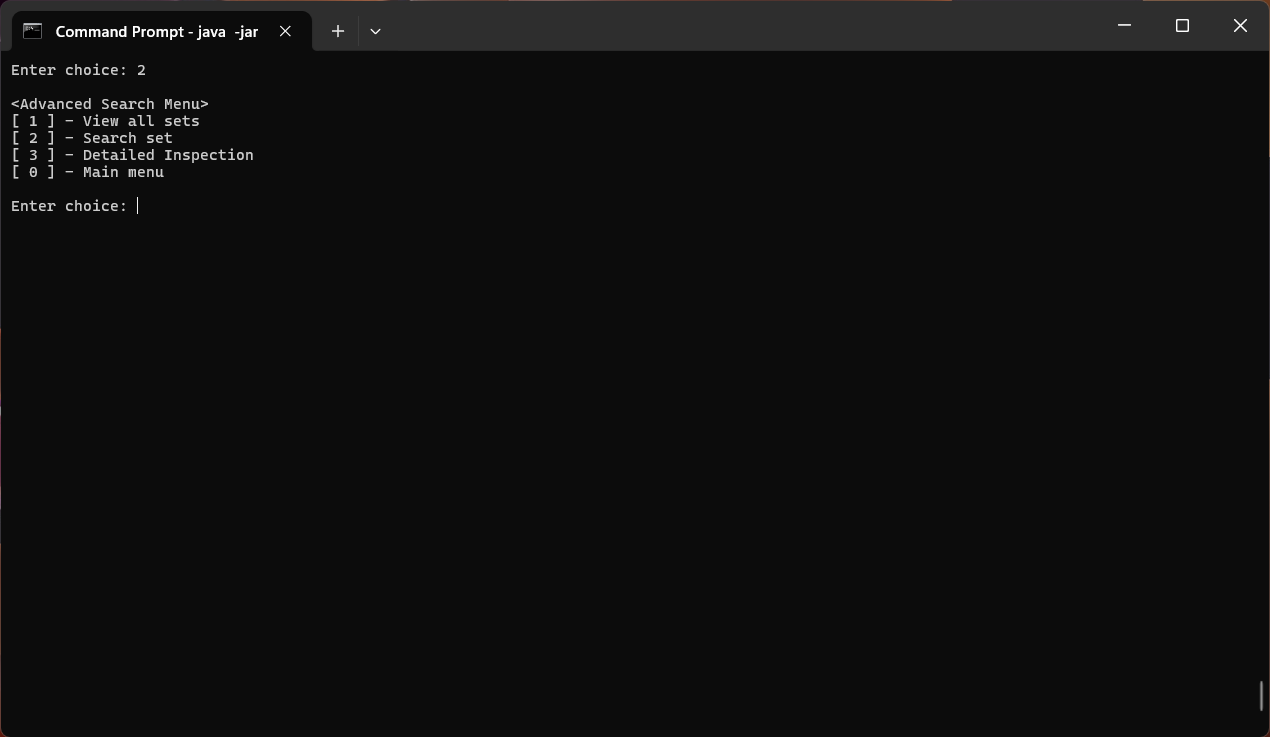 Command Prompt - java  -jar
Enter choice: 2
<Advanced Search Menu>
[ 1 ] - View all sets
[ 2 ] - Search set
[ 3 ] - Detailed Inspection
[ 0 ] - Main menu
Enter choice: